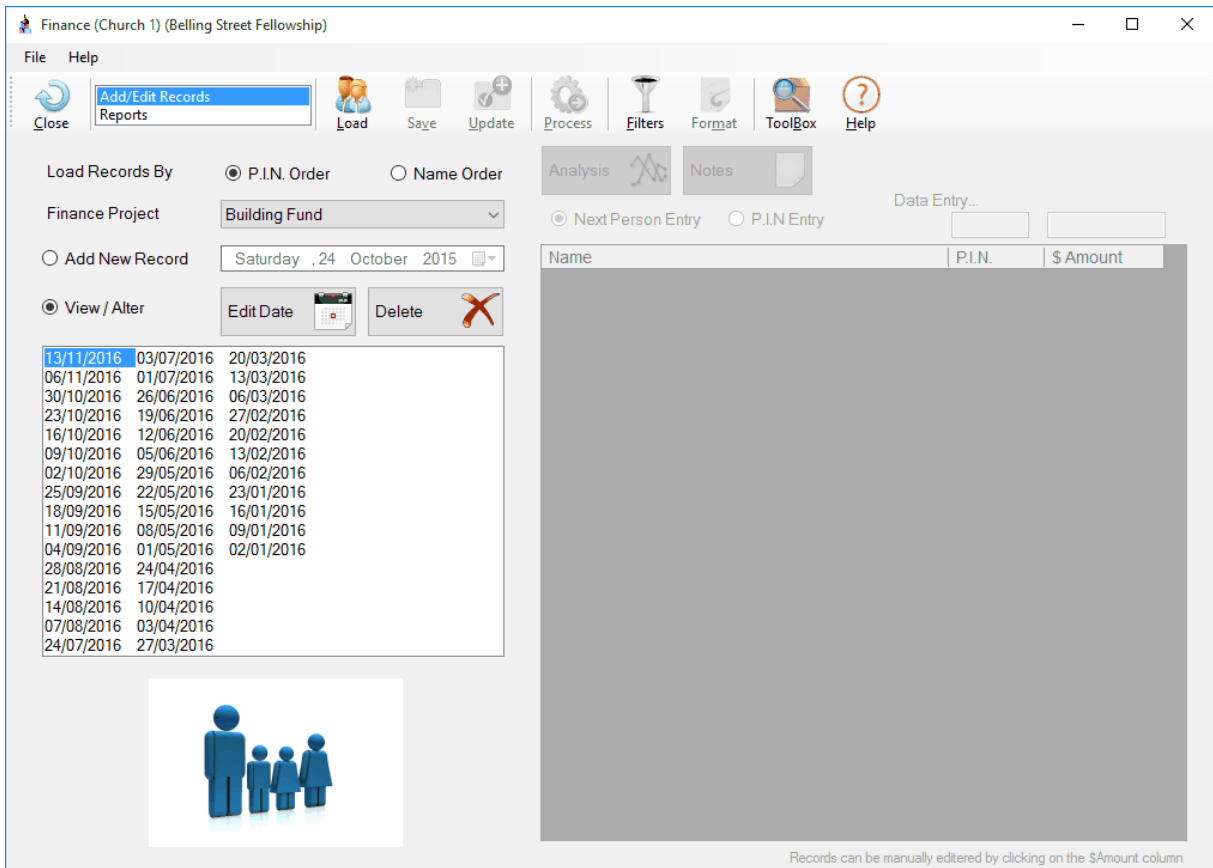 Finance (Church 1) (Belling Street Fellowship)
File Help
Close
Add/Edit Records
Reports
Load Save Update Process Filters Format ToolBox Help
Load Records By P.I.N. Order Name Order
Finance Project Building Fund
Add New Record Saturday , 24 October 2015
View / Alter Edit Date Delete
13/11/2016 03/07/2016 20/03/2016
06/11/2016 01/07/2016 13/03/2016
30/10/2016 26/06/2016 06/03/2016
23/10/2016 19/06/2016 27/02/2016
16/10/2016 12/06/2016 20/02/2016
09/10/2016 05/06/2016 13/02/2016
02/10/2016 29/05/2016 06/02/2016
25/09/2016 22/05/2016 23/01/2016
18/09/2016 15/05/2016 16/01/2016
11/09/2016 08/05/2016 09/01/2016
04/09/2016 01/05/2016 02/01/2016
28/08/2016 24/04/2016
21/08/2016 17/04/2016
14/08/2016 10/04/2016
07/08/2016 03/04/2016
24/07/2016 27/03/2016
Analysis Notes
Data Entry...
Next Person Entry P.I.N Entry
Name P.I.N. $ Amount
Records can be manually editered by clicking on the $Amount column